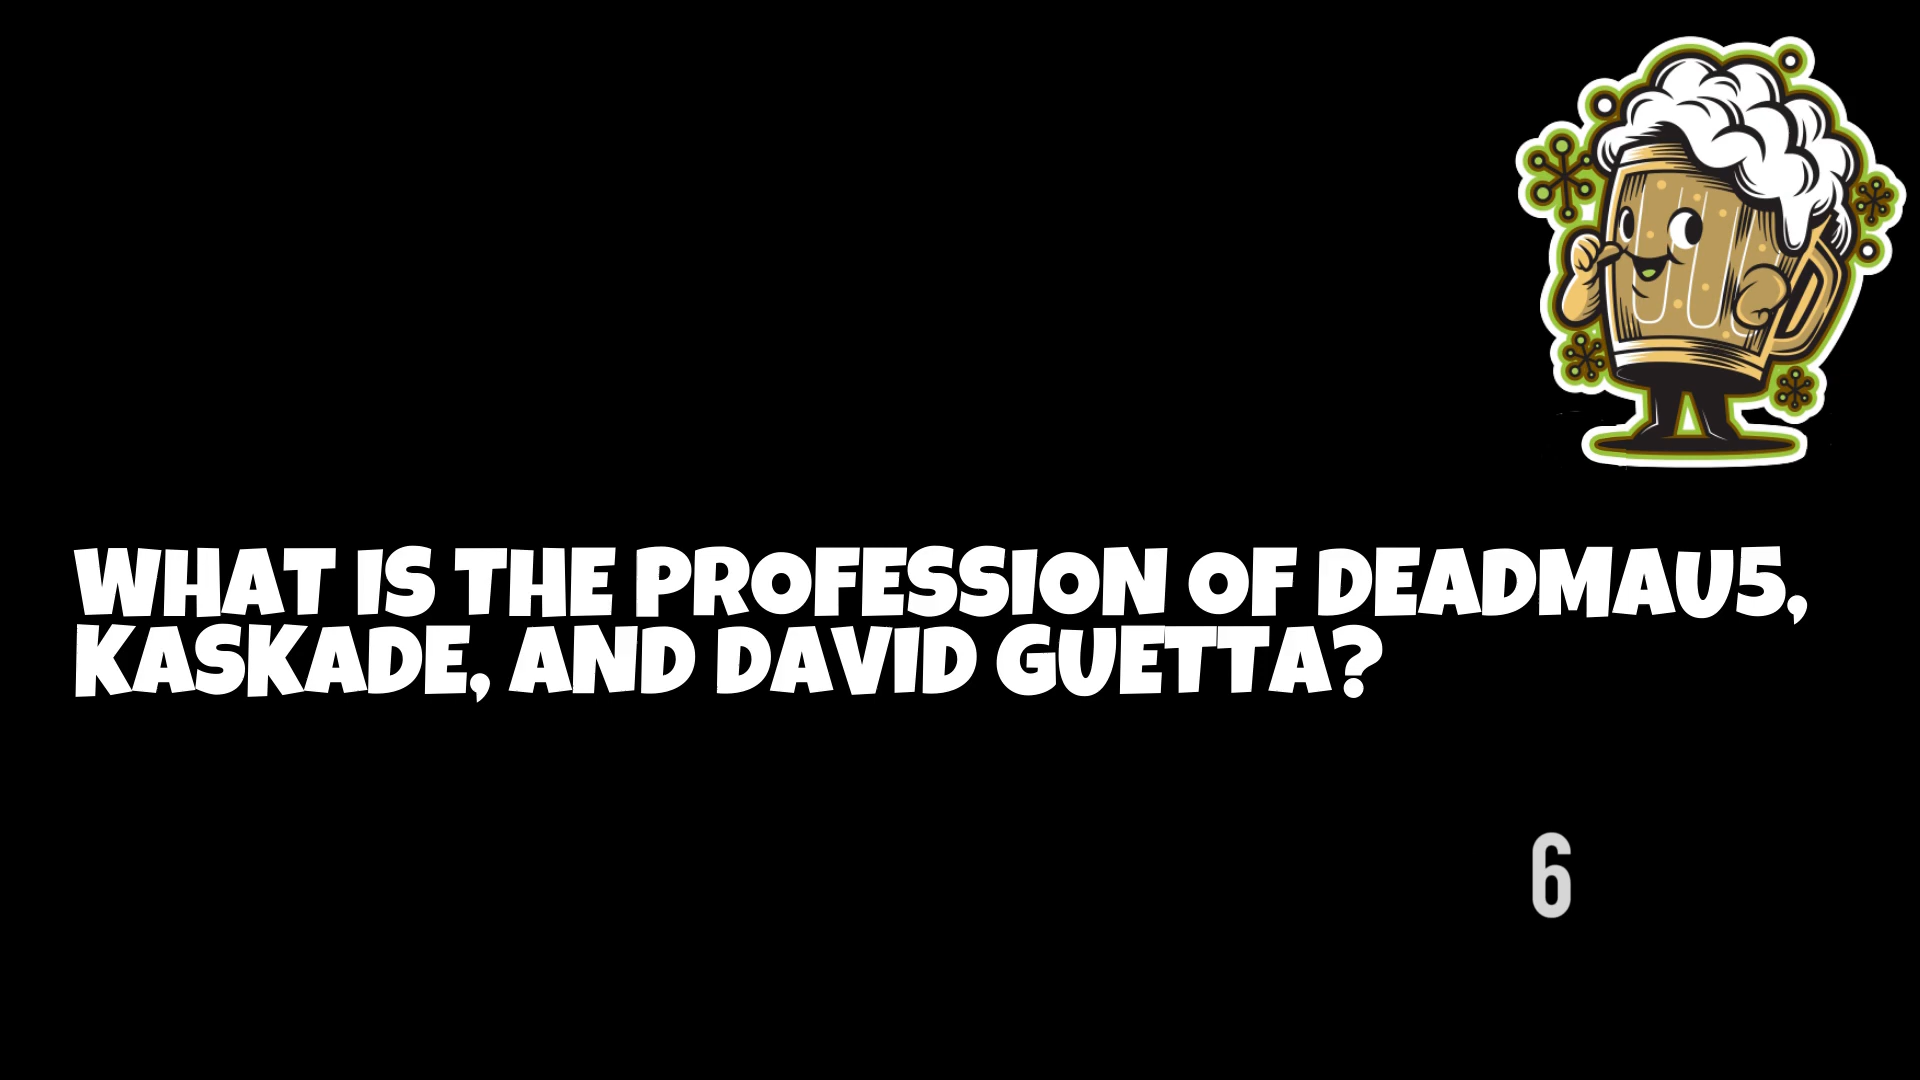 WHAT IS THE PROFESSION OF DEADMAU5,
KASKADE, AND DAVID GUETTA?
6